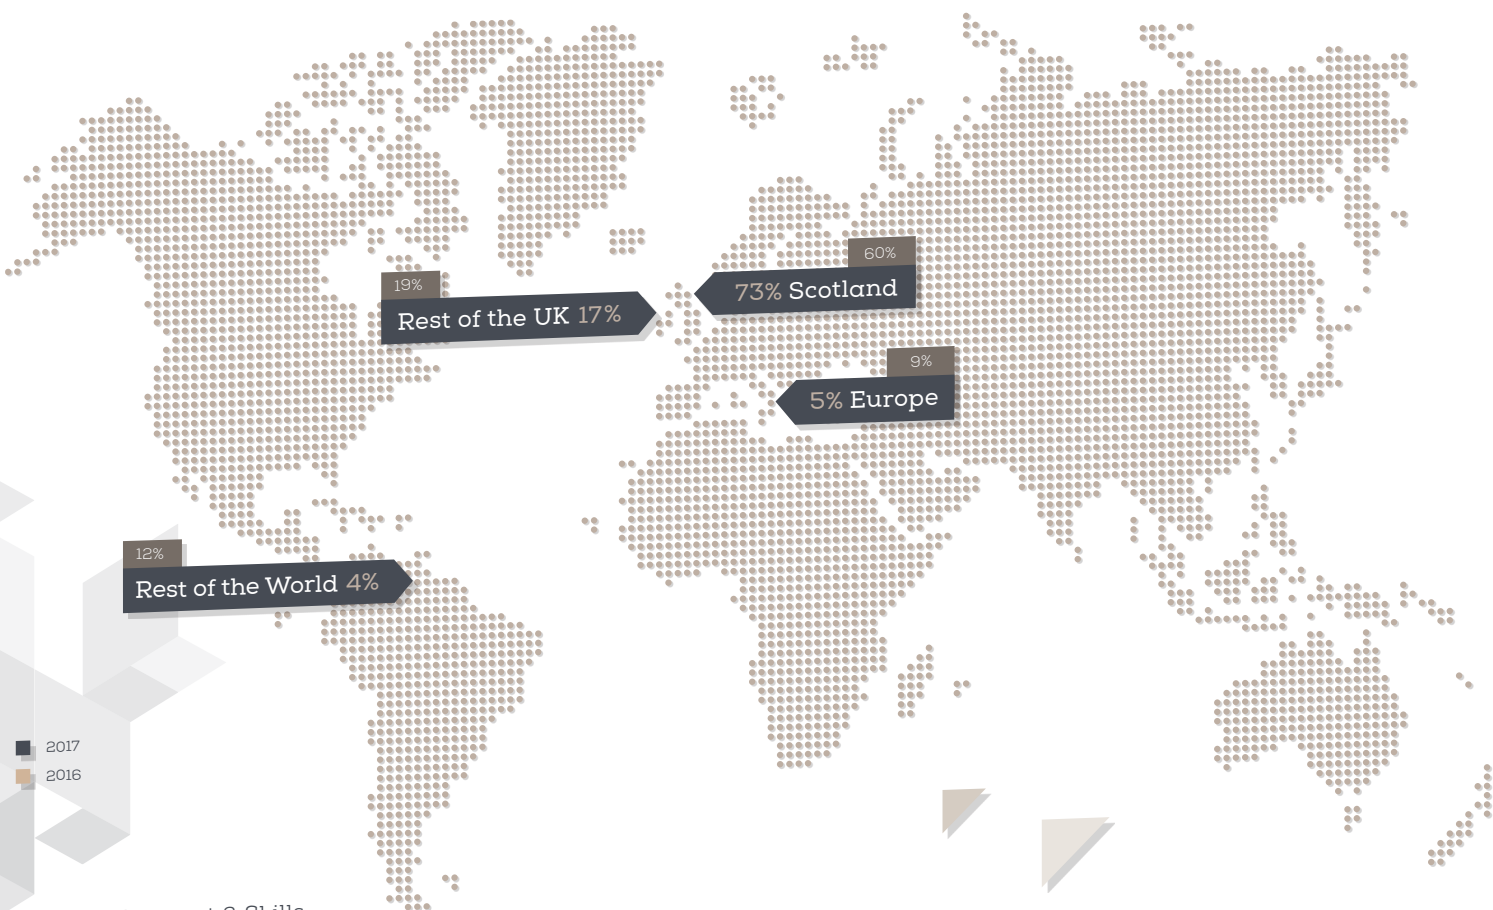 60%
73% Scotland
19%
Rest of the UK 17%
9%
5% Europe
12%
Rest of the World 4%
2017
2016